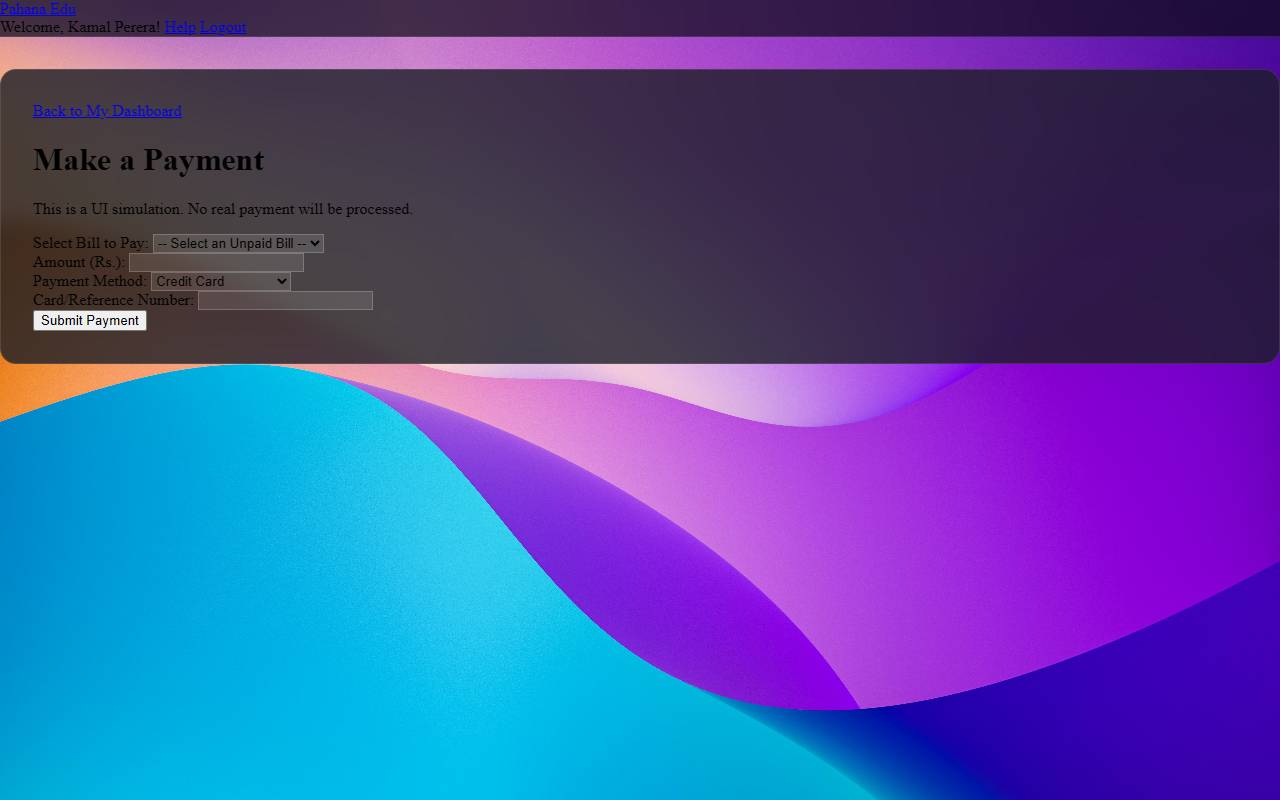 Pahana Edu
Welcome, Kamal Perera! Help Logout
Back to My Dashboard
Make a Payment
This is a UI simulation. No real payment will be processed.
Select Bill to Pay: -- Select an Unpaid Bill --
Amount (Rs.):
Payment Method: Credit Card
Card/Reference Number:
Submit Payment